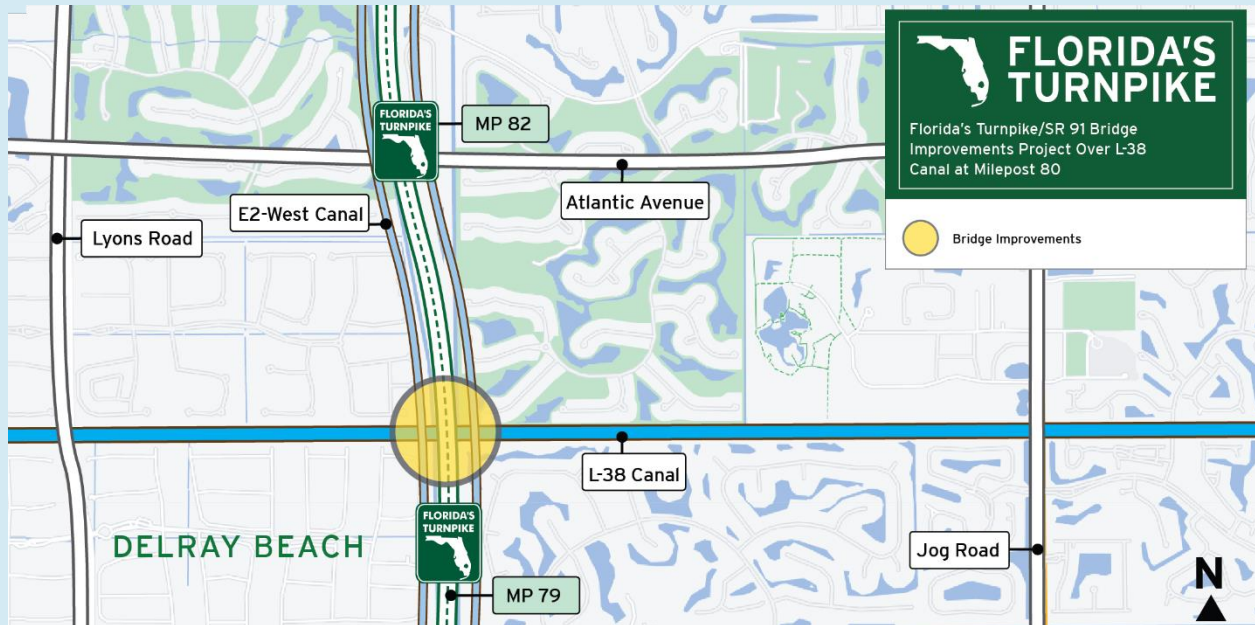 FLORIDA'S
TURNPIKE
Florida's Turnpike/SR 91 Bridge
Improvements Project Over L-38
Canal at Milepost 80
Bridge Improvements
FLORIDA'S
TURNPIKE
MP 82
Atlantic Avenue
E2-West Canal
Lyons Road
L-38 Canal
FLORIDA'S
TURNPIKE
DELRAY BEACH
Jog Road
MP 79
N